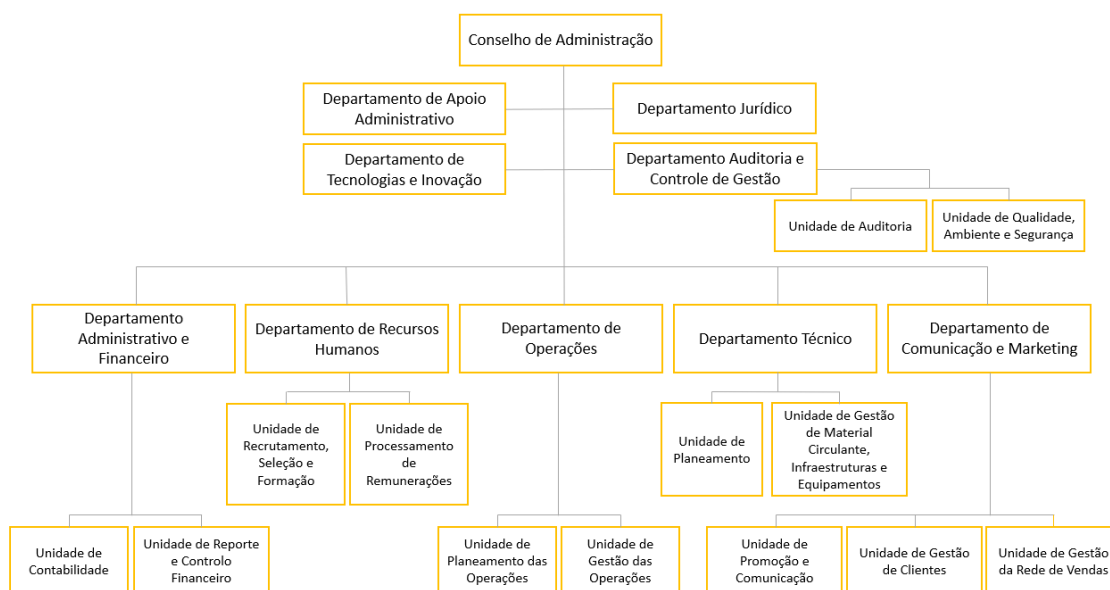 Conselho de Administração
Departamento de Apoio
Administrativo
Departamento Jurídico
Departamento de
Tecnologias e Inovação
Departamento Auditoria e
Controle de Gestão
Unidade de Auditoria
Unidade de Qualidade,
Ambiente e Segurança
Departamento
Administrativo e
Financeiro
Departamento de Recursos
Humanos
Departamento de
Operações
Departamento Técnico
Departamento de
Comunicação e Marketing
Unidade de
Recrutamento,
Seleção e
Formação
Unidade de
Processamento
de
Remunerações
Unidade de
Planeamento
Unidade de Gestão
de Material
Circulante,
Infraestruturas e
Equipamentos
Unidade de
Contabilidade
Unidade de Reporte
e Controlo
Financeiro
Unidade de
Planeamento das
Operações
Unidade de
Gestão das
Operações
Unidade de
Promoção e
Comunicação
Unidade de Gestão
de Clientes
Unidade de Gestão
da Rede de Vendas